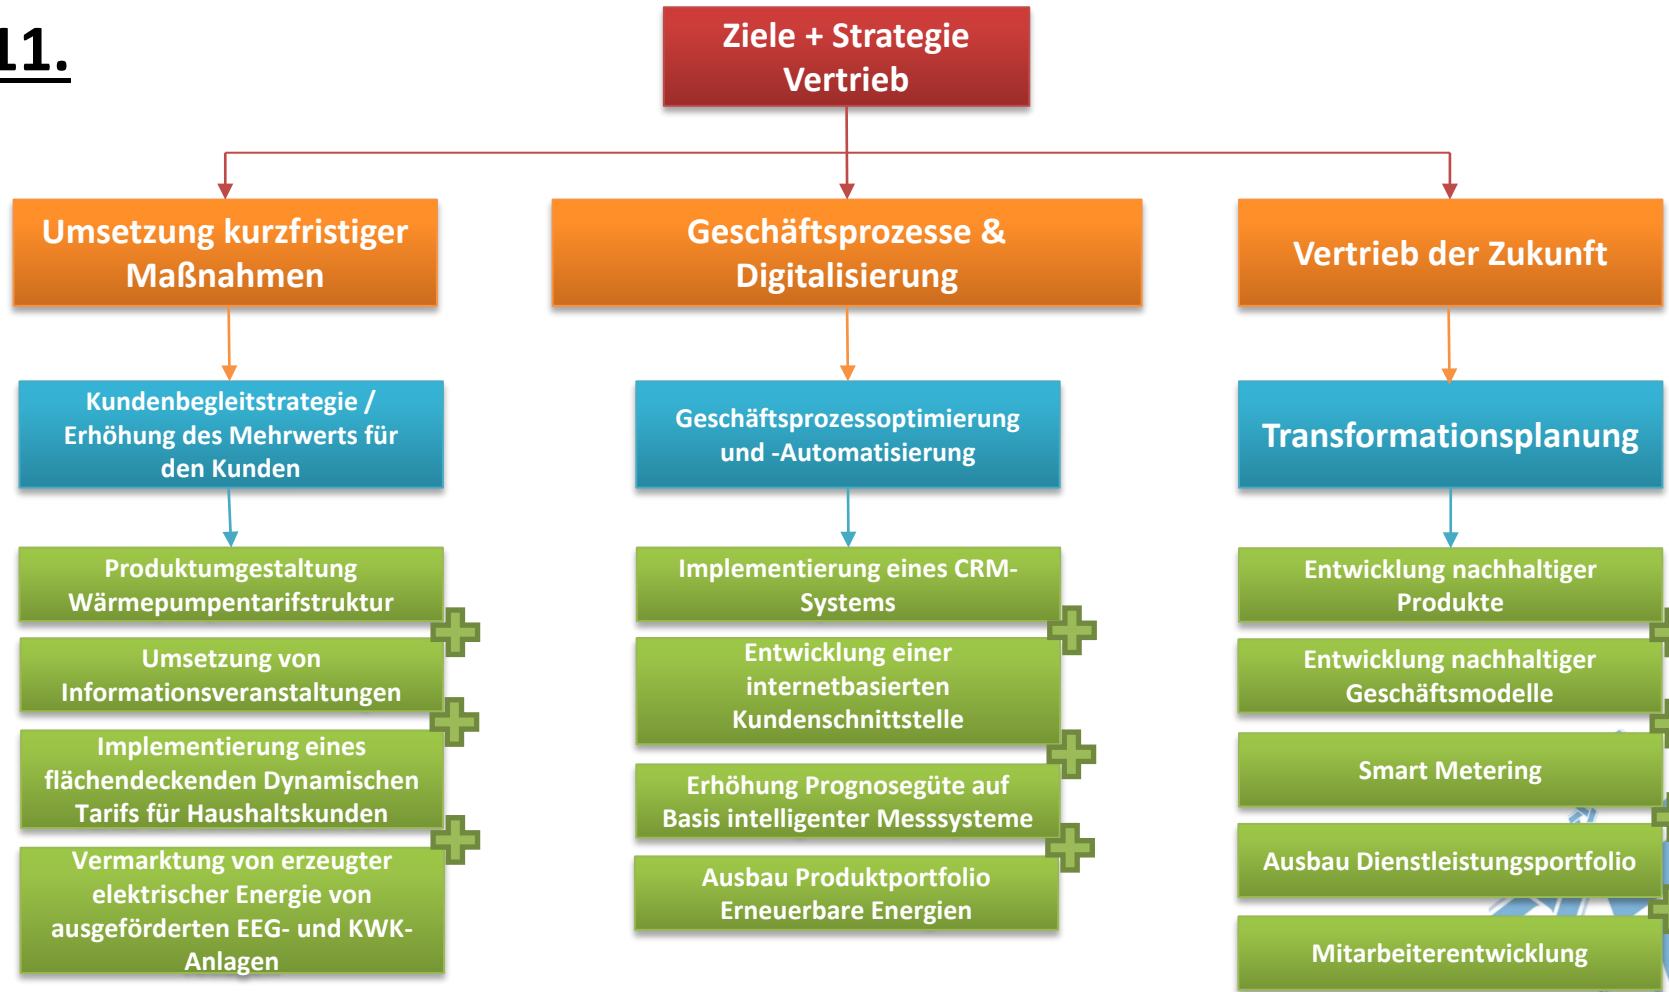 11.
Ziele + Strategie
Vertrieb
Umsetzung kurzfristiger
Maßnahmen
Geschäftsprozesse &
Digitalisierung
Vertrieb der Zukunft
Kundenbegleitstrategie /
Erhöhung des Mehrwerts für
den Kunden
Geschäftsprozessoptimierung
und -Automatisierung
Transformationsplanung
Produktumgestaltung
Wärmepumpentarifstruktur
Umsetzung von
Informationsveranstaltungen
Implementierung eines
flächendeckenden Dynamischen
Tarifs für Haushaltskunden
Vermarktung von erzeugter
elektrischer Energie von
ausgeförderten EEG- und KWK-
Anlagen
Implementierung eines CRM-
Systems
Entwicklung einer
internetbasierten
Kundenschnittstelle
Erhöhung Prognosegüte auf
Basis intelligenter Messsysteme
Ausbau Produktportfolio
Erneuerbare Energien
Entwicklung nachhaltiger
Produkte
Entwicklung nachhaltiger
Geschäftsmodelle
Smart Metering
Ausbau Dienstleistungsportfolio
Mitarbeiterentwicklung